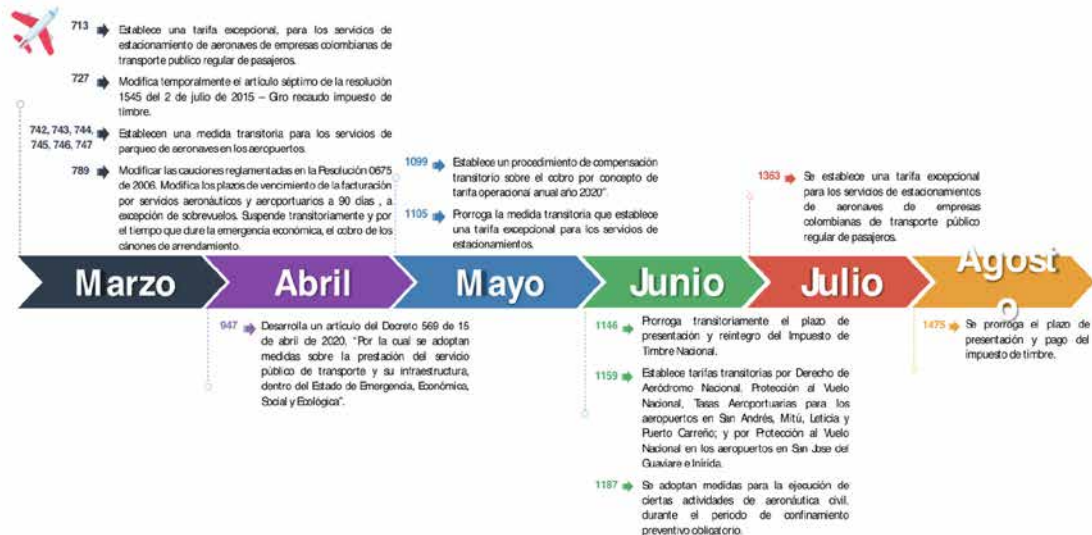 713 Establece una tarifa excepcional, para los servicios de
estacionamiento de aeronaves de empresas colombianas de
transporte publico regular de pasajeros.
727 Modifica temporalmente el artículo séptimo de la resolución
1545 del 2 de julio de 2015 – Giro recaudo impuesto de
timbre.
742, 743, 744,
745, 746, 747
Establecen una medida transitoria para los servicios de
parqueo de aeronaves en los aeropuertos.
789 Modificar las cauciones reglamentadas en la Resolución 0675
de 2006. Modifica los plazos de vencimiento de la facturación
por servicios aeronáuticos y aeroportuarios a 90 días , a
excepción de sobrevuelos. Suspende transitoriamente y por
el tiempo que dure la emergencia económica, el cobro de los
cánones de arrendamiento.
1099 Establece un procedimiento de compensación
transitorio sobre el cobro por concepto de
tarifa operacional anual año 2020”.
1105 Prorroga la medida transitoria que establece
una tarifa excepcional para los servicios de
estacionamientos.
1363 Se establece una tarifa excepcional
para los servicios de estacionamientos
de aeronaves de empresas
colombianas de transporte público
regular de pasajeros.
Marzo
Abril
Mayo
Junio
Julio
Agost
o
947 Desarrolla un artículo del Decreto 569 de 15
de abril de 2020, “Por la cual se adoptan
medidas sobre la prestación del servicio
público de transporte y su infraestructura,
dentro del Estado de Emergencia, Económica,
Social y Ecológica”.
1146 Prorroga transitoriamente el plazo de
presentación y reintegro del Impuesto de
Timbre Nacional.
1159 Establece tarifas transitorias por Derecho de
Aeródromo Nacional, Protección al Vuelo
Nacional, Tasas Aeroportuarias para los
aeropuertos en San Andrés, Mitú, Leticia y
Puerto Carreño; y por Protección al Vuelo
Nacional en los aeropuertos en San Jose del
Guaviare e Inirida.
1187 Se adoptan medidas para la ejecución de
ciertas actividades de aeronáutica civil,
durante el periodo de confinamiento
preventivo obligatorio.
1475 Se prorroga el plazo de
presentación y pago del
impuesto de timbre.